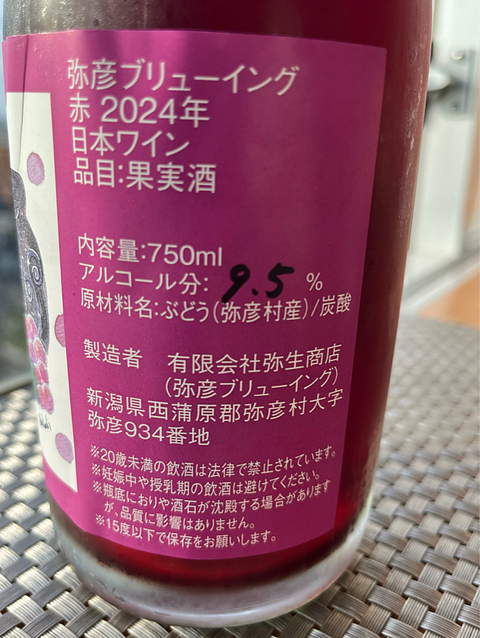 弥彦ブリューイング
赤 2024年
日本ワイン
品目:果実酒
内容量:750ml
アルコール分: 9.5 %
原材料名:ぶどう(弥彦村産)/炭酸
製造者 有限会社弥生商店
(弥彦ブリューイング)
新潟県西蒲原郡弥彦村大字
弥彦934番地
※20歳未満の飲酒は法律で禁止されています。
※妊娠中や授乳期の飲酒は避けてください。
※瓶底におりや酒石が沈殿する場合があります
が、品質に影響はありません。
※15度以下で保存をお願いします。